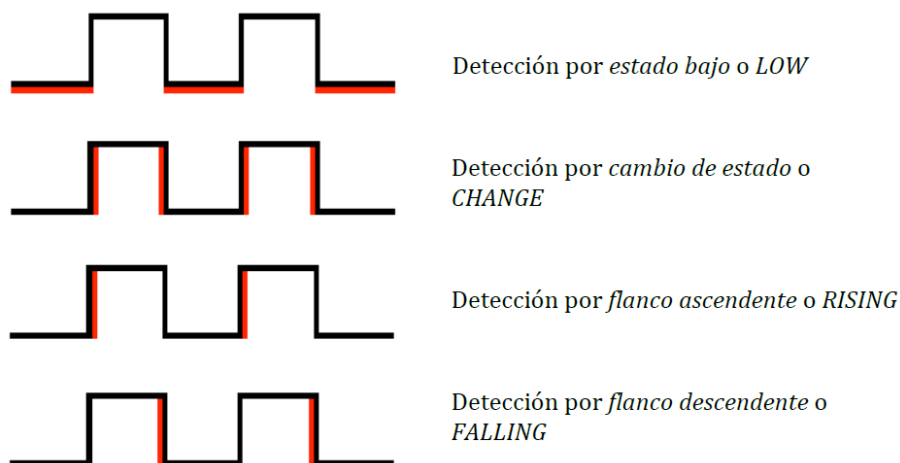 Detección por estado bajo o LOW
Detección por cambio de estado o
CHANGE
Detección por flanco ascendente o RISING
Detección por flanco descendente o
FALLING